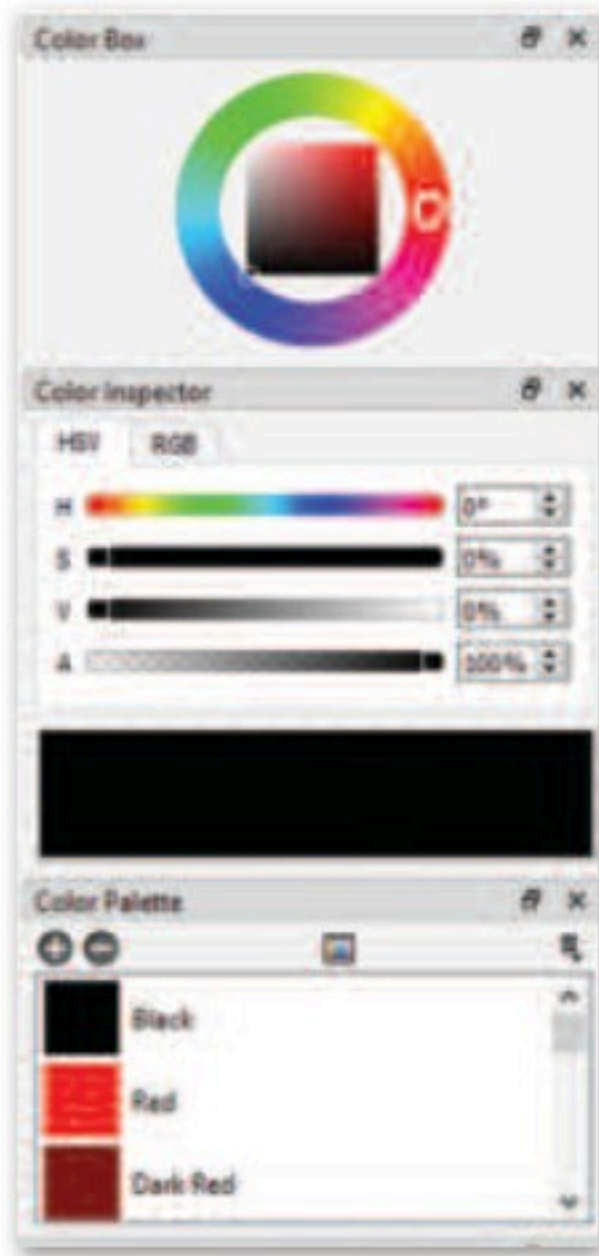 Color Box
Color Inspector
HSV RGB
H 0°
S 0%
V 0%
A 100%
Color Palette
Black
Red
Dark Red